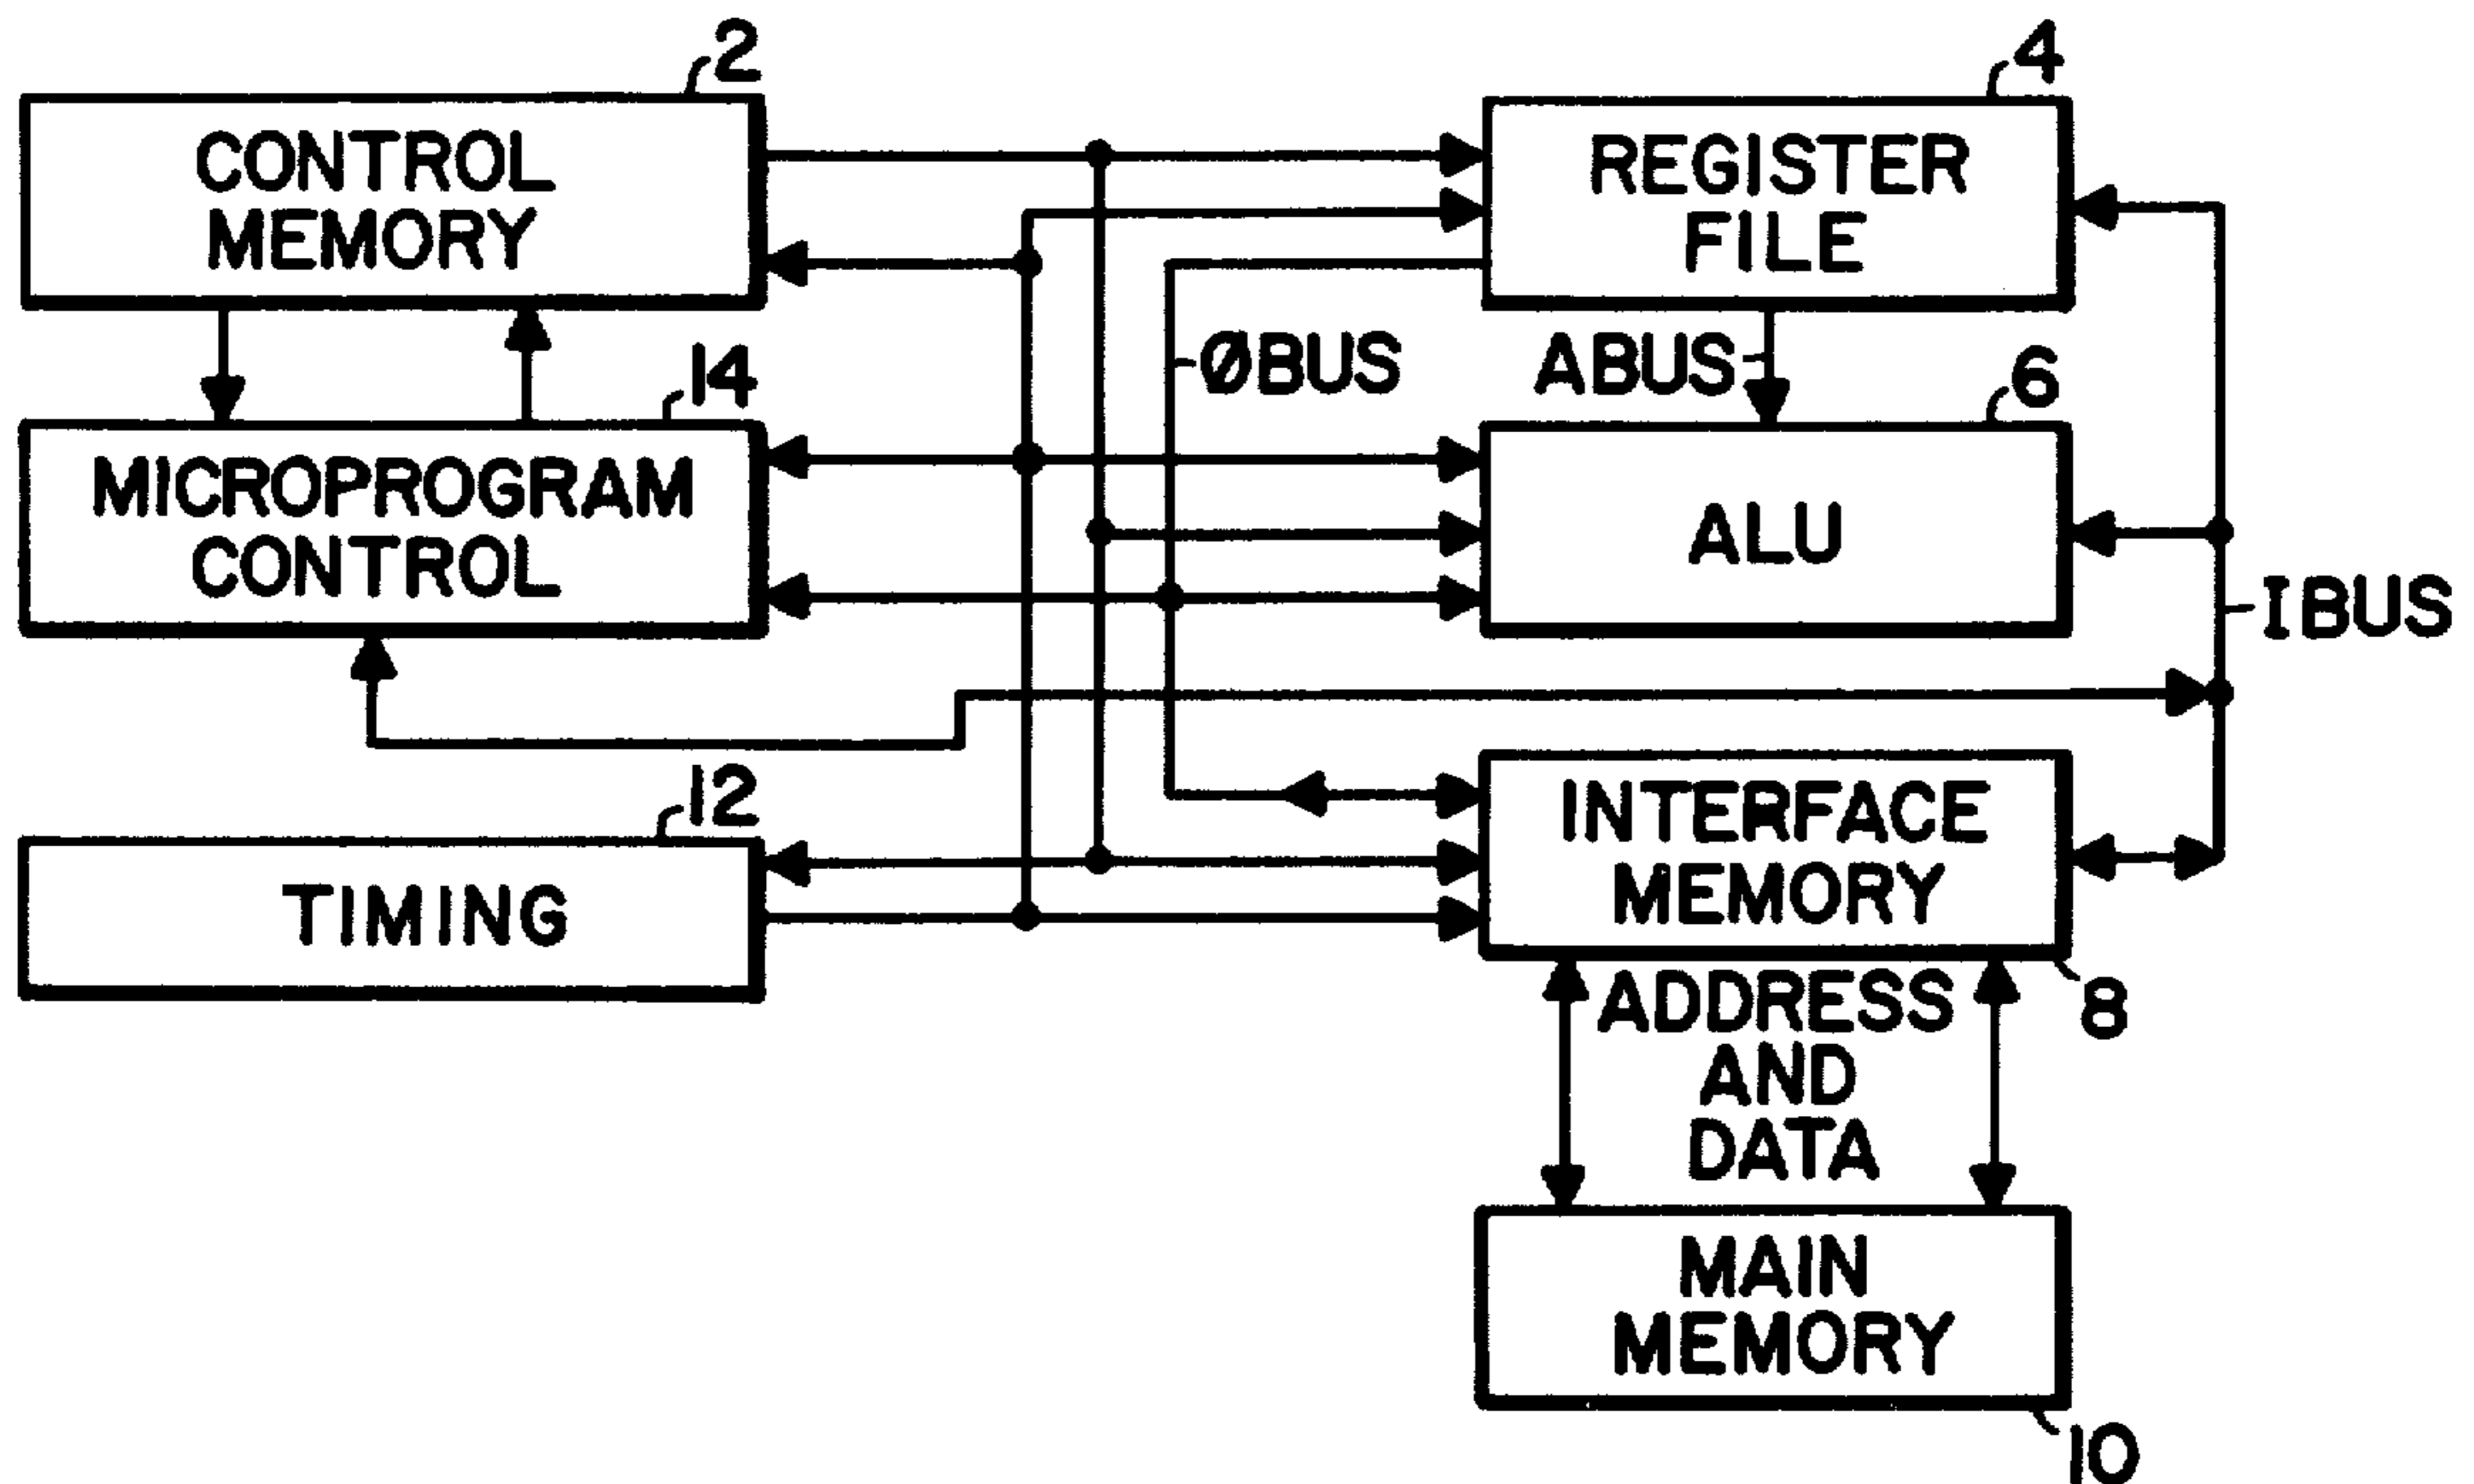 2
CONTROL
MEMORY
4
REGISTER
FILE
14
MICROPROGRAM
CONTROL
ØBUS
ABUS
6
ALU
IBUS
12
TIMING
INTERFACE
MEMORY
8
ADDRESS
AND
DATA
MAIN
MEMORY
10